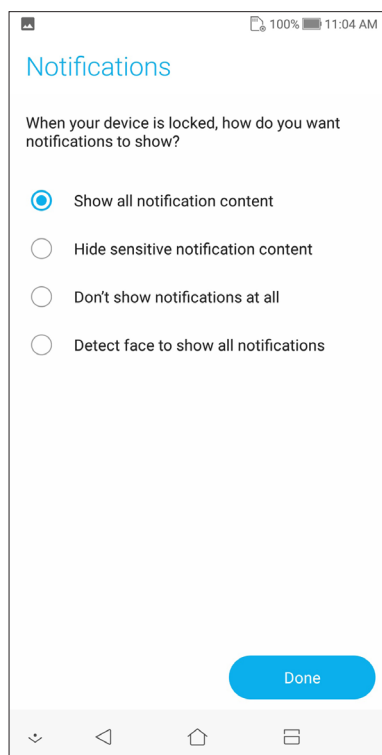 100% 11:04 AM
Notifications
When your device is locked, how do you want
notifications to show?
Show all notification content
Hide sensitive notification content
Don't show notifications at all
Detect face to show all notifications
Done